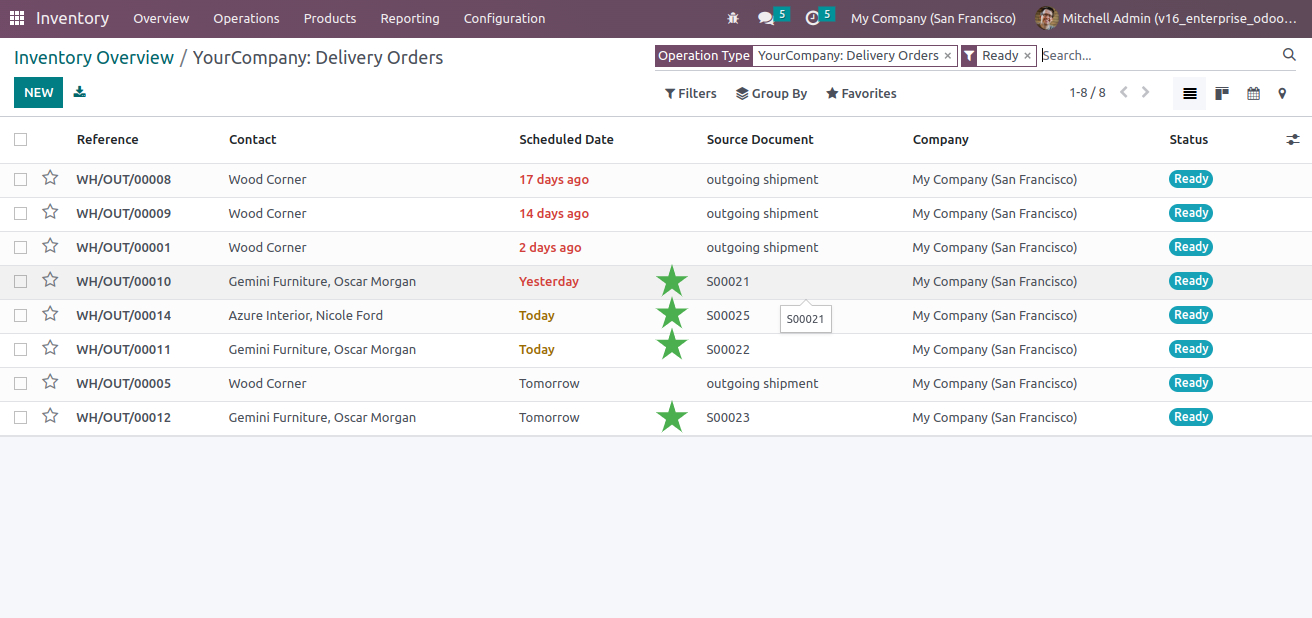 Inventory Overview Operations Products Reporting Configuration 5 5 My Company (San Francisco) Mitchell Admin (v16_enterprise_odoo...
Inventory Overview / YourCompany: Delivery Orders Operation Type YourCompany: Delivery Orders × Ready × Search...
NEW Filters Group By Favorites 1-8 / 8
Reference Contact Scheduled Date Source Document Company Status
WH/OUT/00008 Wood Corner 17 days ago outgoing shipment My Company (San Francisco) Ready
WH/OUT/00009 Wood Corner 14 days ago outgoing shipment My Company (San Francisco) Ready
WH/OUT/00001 Wood Corner 2 days ago outgoing shipment My Company (San Francisco) Ready
WH/OUT/00010 Gemini Furniture, Oscar Morgan Yesterday S00021 My Company (San Francisco) Ready
WH/OUT/00014 Azure Interior, Nicole Ford Today S00025 My Company (San Francisco) Ready
S00021
WH/OUT/00011 Gemini Furniture, Oscar Morgan Today S00022 My Company (San Francisco) Ready
WH/OUT/00005 Wood Corner Tomorrow outgoing shipment My Company (San Francisco) Ready
WH/OUT/00012 Gemini Furniture, Oscar Morgan Tomorrow S00023 My Company (San Francisco) Ready